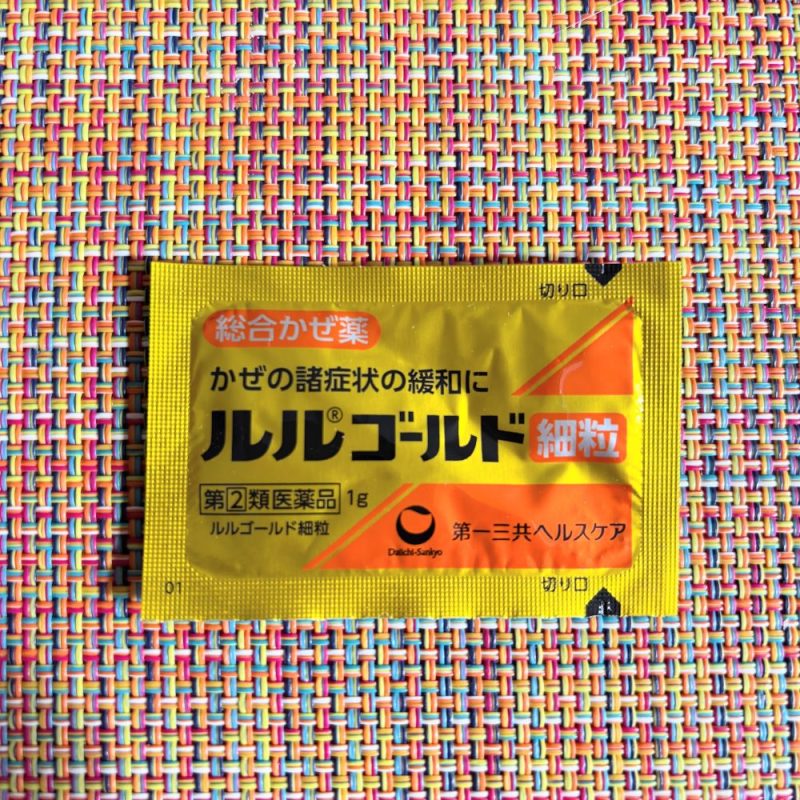 切り口
総合かぜ薬
かぜの諸症状の緩和に
ルル®ゴールド細粒
第②類医薬品 1g
ルルゴールド細粒
Daiichi-Sankyo
第一三共ヘルスケア
01
切り口